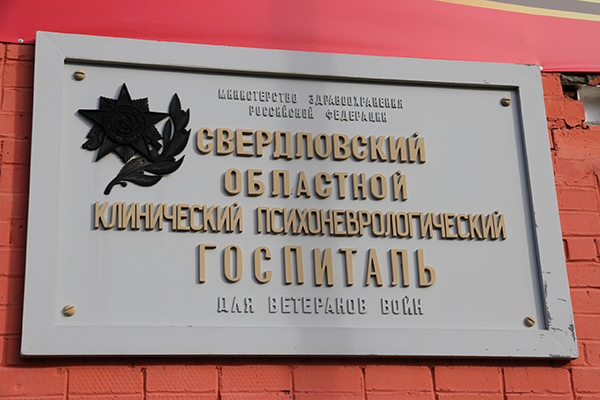 МИНИСТЕРСТВО ЗДРАВООХРАНЕНИЯ
РОССИЙСКОЙ ФЕДЕРАЦИИ
СВЕРДЛОВСКИЙ
ОБЛАСТНОЙ
КЛИНИЧЕСКИЙ ПСИХОНЕВРОЛОГИЧЕСКИЙ
ГОСПИТАЛЬ
ДЛЯ ВЕТЕРАНОВ ВОЙН